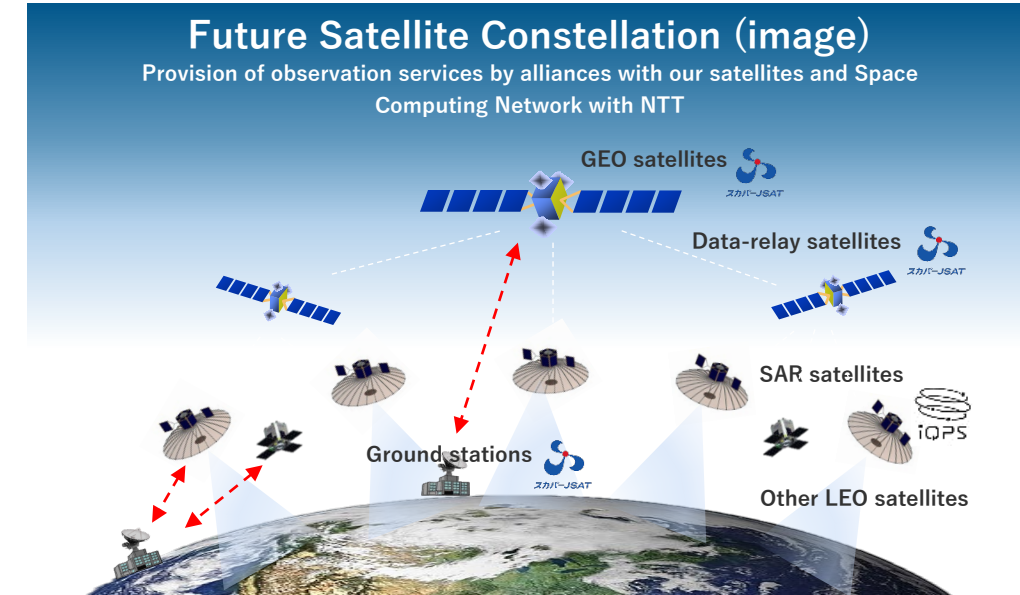 Future Satellite Constellation (image)
Provision of observation services by alliances with our satellites and Space
Computing Network with NTT
GEO satellites
スカパーJSAT
Data-relay satellites
スカパーJSAT
SAR satellites
iQPS
Ground stations
スカパーJSAT
Other LEO satellites